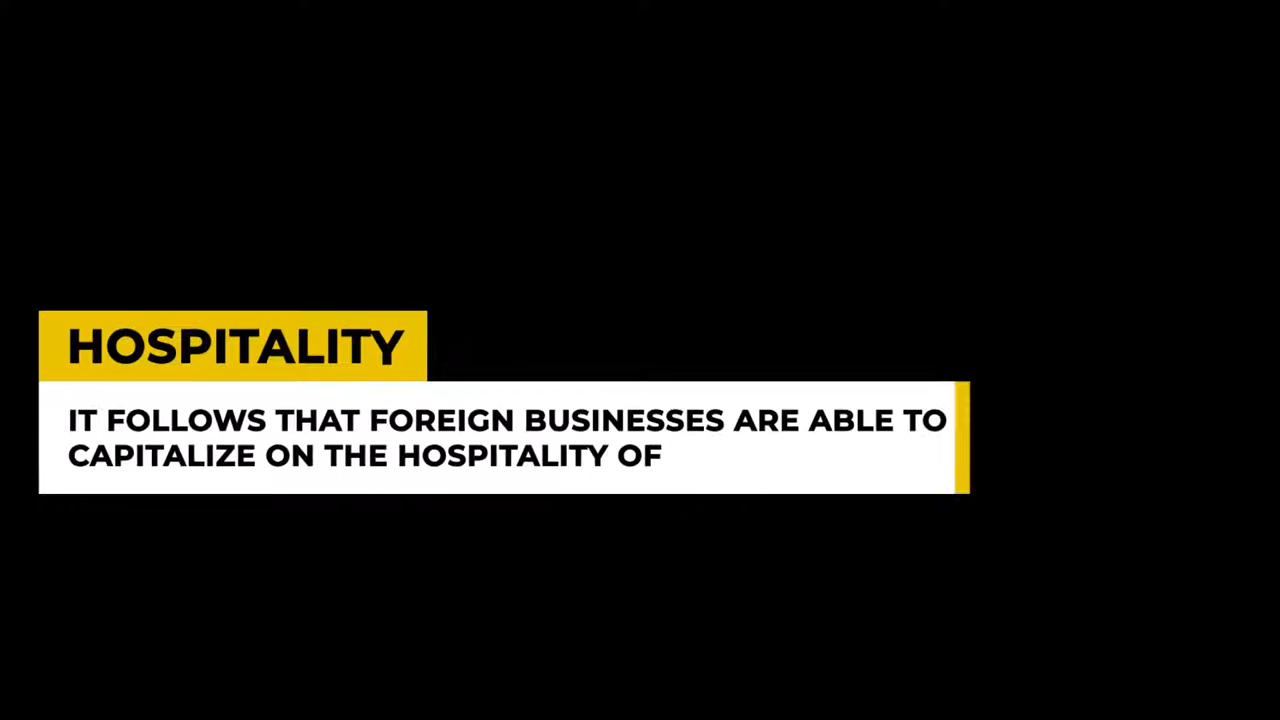 HOSPITALITY
IT FOLLOWS THAT FOREIGN BUSINESSES ARE ABLE TO
CAPITALIZE ON THE HOSPITALITY OF